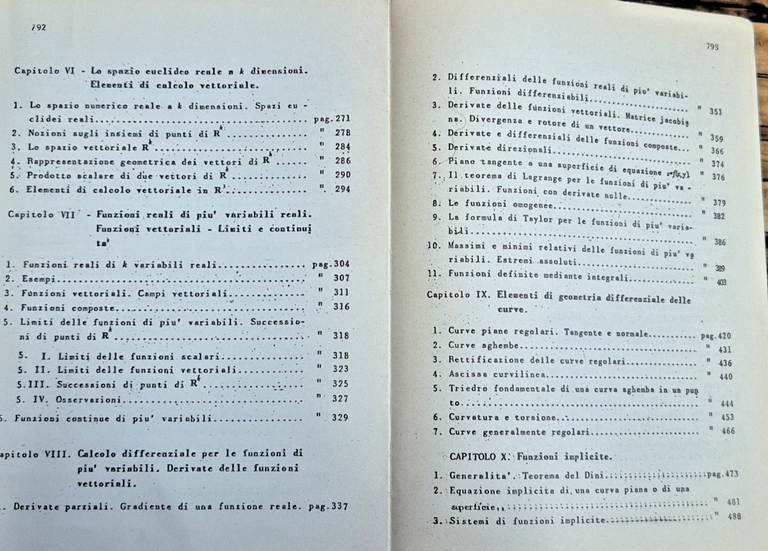 792
Capitolo VI - Lo spazio euclideo reale a k dimensioni.
Elementi di calcolo vettoriale.
1. Lo spazio numerico reale a k dimensioni. Spazi eu-
clidei reali............ pag.271
2. Nozioni sugli insiemi di punti di Rᵏ............ " 278
3. Lo spazio vettoriale Rᵏ............ " 284
4. Rappresentazione geometrica dei vettori di Rᵏ............ " 286
5. Prodotto scalare di due vettori di Rᵏ............ " 290
6. Elementi di calcolo vettoriale in R³............ " 294
Capitolo VII - Funzioni reali di piu' variabili reali.
Funzioni vettoriali - Limiti e continui
ta'
1. Funzioni reali di k variabili reali............ pag.304
2. Esempi............ " 307
3. Funzioni vettoriali. Campi vettoriali............ " 311
4. Funzioni composte............ " 316
5. Limiti delle funzioni di piu' variabili. Successio-
ni di punti di Rᵏ............ " 318
5. I. Limiti delle funzioni scalari............ " 318
5. II. Limiti delle funzioni vettoriali............ " 323
5.III. Successioni di punti di Rᵏ............ " 325
5. IV. Osservazioni............ " 327
6. Funzioni continue di piu' variabili............ " 329
apitolo VIII. Calcolo differenziale per le funzioni di
piu' variabili. Derivate delle funzioni
vettoriali.
. Derivate parziali. Gradiente di una funzione reale. pag.337
793
2. Differenziali delle funzioni reali di piu' variabi-
li. Funzioni differenziabili............ " 351
3. Derivate delle funzioni vettoriali. Matrice jacobia
na. Divergenza e rotore di un vettore............ " 359
4. Derivate e differenziali delle funzioni composte... " 366
5. Derivate direzionali............ " 374
6. Piano tangente a una superficie di equazione z=f(x,y) " 376
7. Il teorema di Lagrange per le funzioni di piu' va-
riabili. Funzioni con derivate nulle............ " 379
8. Le funzioni omogenee............ " 382
9. La formula di Taylor per le funzioni di piu' varia-
bili............ " 386
10. Massimi e minimi relativi delle funzioni di piu' va
riabili. Estremi assoluti............ " 389
11. Funzioni definite mediante integrali............ " 403
Capitolo IX. Elementi di geometria differenziale delle
curve.
1. Curve piane regolari. Tangente e normale.......... pag.420
2. Curve sghembe............ " 431
3. Rettificazione delle curve regolari............ " 436
4. Ascissa curvilinea............ " 440
5. Triedro fondamentale di una curva sghemba in un pun
to............ " 444
6. Curvatura e torsione............ " 453
7. Curve generalmente regolari............ " 466
CAPITOLO X. Funzioni implicite.
1. Generalita'. Teorema del Dini............ pag.473
2. Equazione implicita di una curva piana o di una
superficie............ " 481
3. Sistemi di funzioni implicite............ " 488